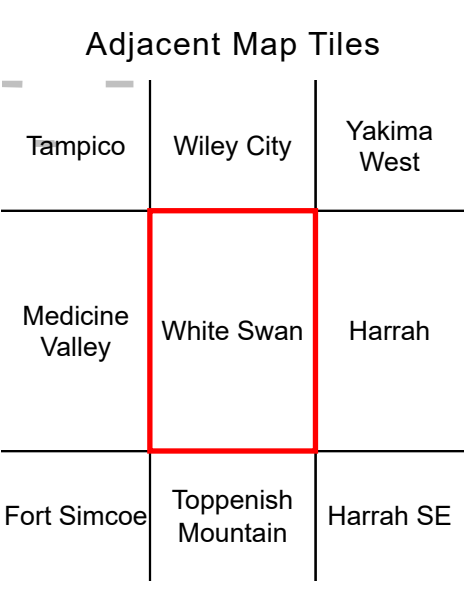 Adjacent Map Tiles
Tampico
Wiley City
Yakima
West
Medicine
Valley
White Swan
Harrah
Fort Simcoe
Toppenish
Mountain
Harrah SE